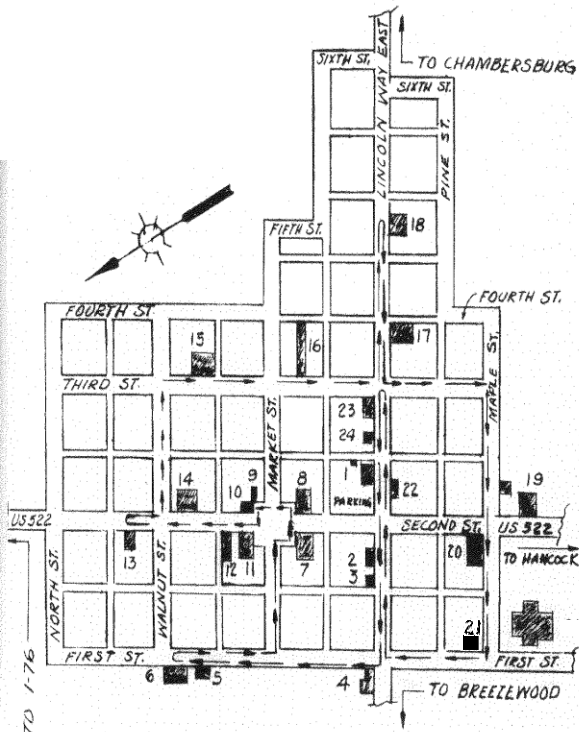 TO CHAMBERSBURG
SIXTH ST.
LINCOLN WAY EAST
SIXTH ST.
PINE ST.
18
FIFTH ST.
FOURTH ST.
FOURTH ST.
15
16
17
THIRD ST.
MAPLE ST.
MARKET ST.
23
24
14
9
10
8
1
PARKING
22
19
US 522
SECOND ST.
US 522
13
12
11
7
2
3
20
TO HANCOCK
NORTH ST.
WALNUT ST.
21
FIRST ST.
FIRST ST.
6
5
4
TO BREEZEWOOD
TO I-76